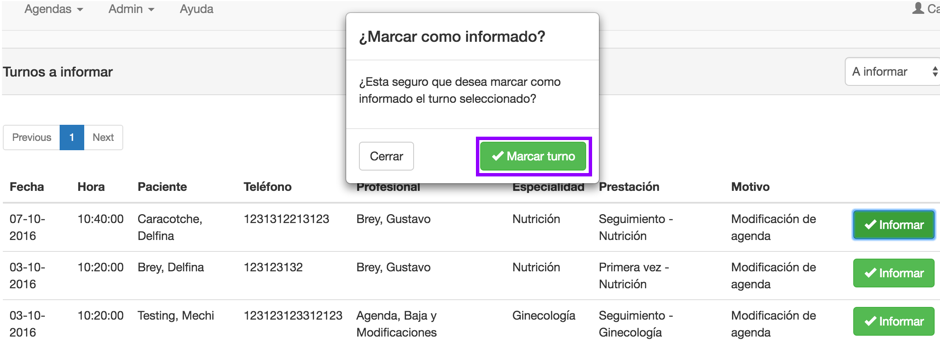 Agendas Admin Ayuda Ca
¿Marcar como informado?
¿Esta seguro que desea marcar como
informado el turno seleccionado?
Cerrar Marcar turno
Turnos a informar A informar
Previous 1 Next
Fecha Hora Paciente Teléfono Profesional Especialidad Prestación Motivo
07-10-2016 10:40:00 Caracotche, Delfina 1231312213123 Brey, Gustavo Nutrición Seguimiento - Nutrición Modificación de agenda Informar
03-10-2016 10:20:00 Brey, Delfina 123123132 Brey, Gustavo Nutrición Primera vez - Nutrición Modificación de agenda Informar
03-10-2016 10:20:00 Testing, Mechi 123123123312123 Agenda, Baja y Modificaciones Ginecología Seguimiento - Ginecología Modificación de agenda Informar